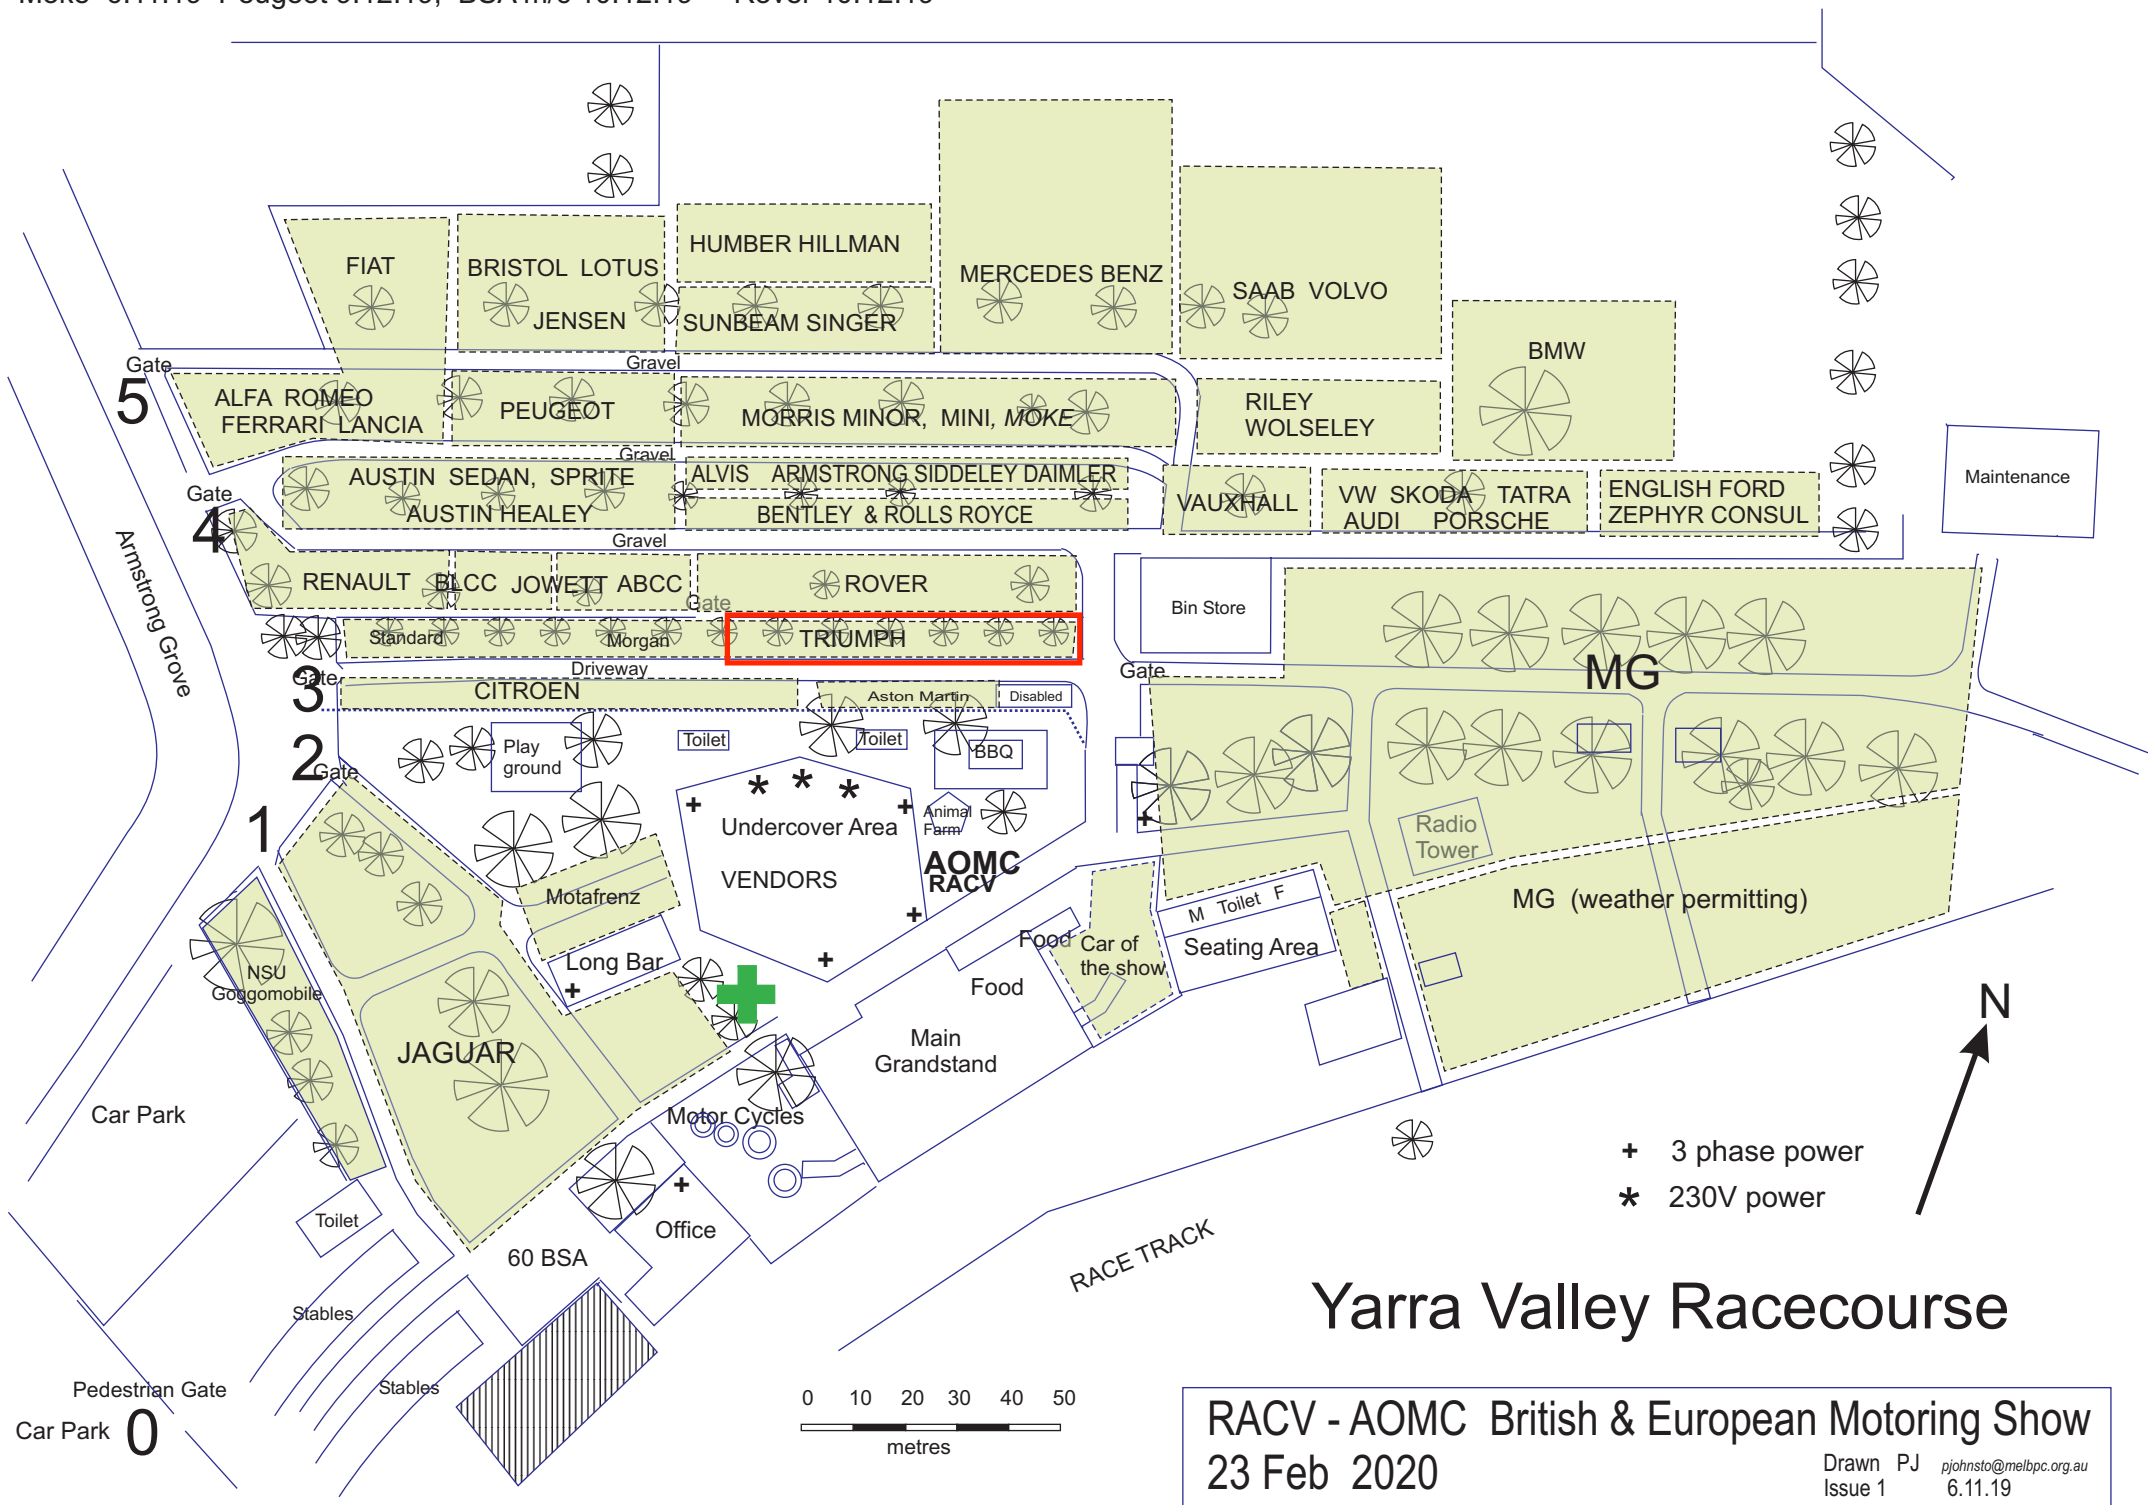 FIAT
BRISTOL LOTUS
JENSEN
HUMBER HILLMAN
SUNBEAM SINGER
MERCEDES BENZ
SAAB VOLVO
BMW
Gate
5
Gravel
ALFA ROMEO
FERRARI LANCIA
PEUGEOT
MORRIS MINOR, MINI, MOKE
RILEY
WOLSELEY
Gravel
Gate
4
AUSTIN SEDAN, SPRITE
AUSTIN HEALEY
ALVIS ARMSTRONG SIDDELEY DAIMLER
BENTLEY & ROLLS ROYCE
VAUXHALL
VW SKODA TATRA
AUDI PORSCHE
ENGLISH FORD
ZEPHYR CONSUL
Maintenance
Gravel
Armstrong Grove
RENAULT
BLCC
JOWETT
ABCC
ROVER
Gate
Bin Store
Standard
Morgan
TRIUMPH
Driveway
Gate
3
CITROEN
Aston Martin
Disabled
Gate
MG
2
Gate
Play
ground
Toilet
Toilet
BBQ
1
Undercover Area
VENDORS
Animal
Farm
AOMC
RACV
Radio
Tower
MG (weather permitting)
Motafrenz
Long Bar
M Toilet F
Seating Area
Food
Food
Car of
the show
NSU
Goggomobile
JAGUAR
Main
Grandstand
N
Car Park
Motor Cycles
+ 3 phase power
* 230V power
Toilet
Office
60 BSA
RACE TRACK
Stables
Stables
Yarra Valley Racecourse
Pedestrian Gate
Car Park 0
0 10 20 30 40 50
metres
RACV - AOMC British & European Motoring Show
23 Feb 2020
Drawn PJ pjohnsto@melbpc.org.au
Issue 1 6.11.19